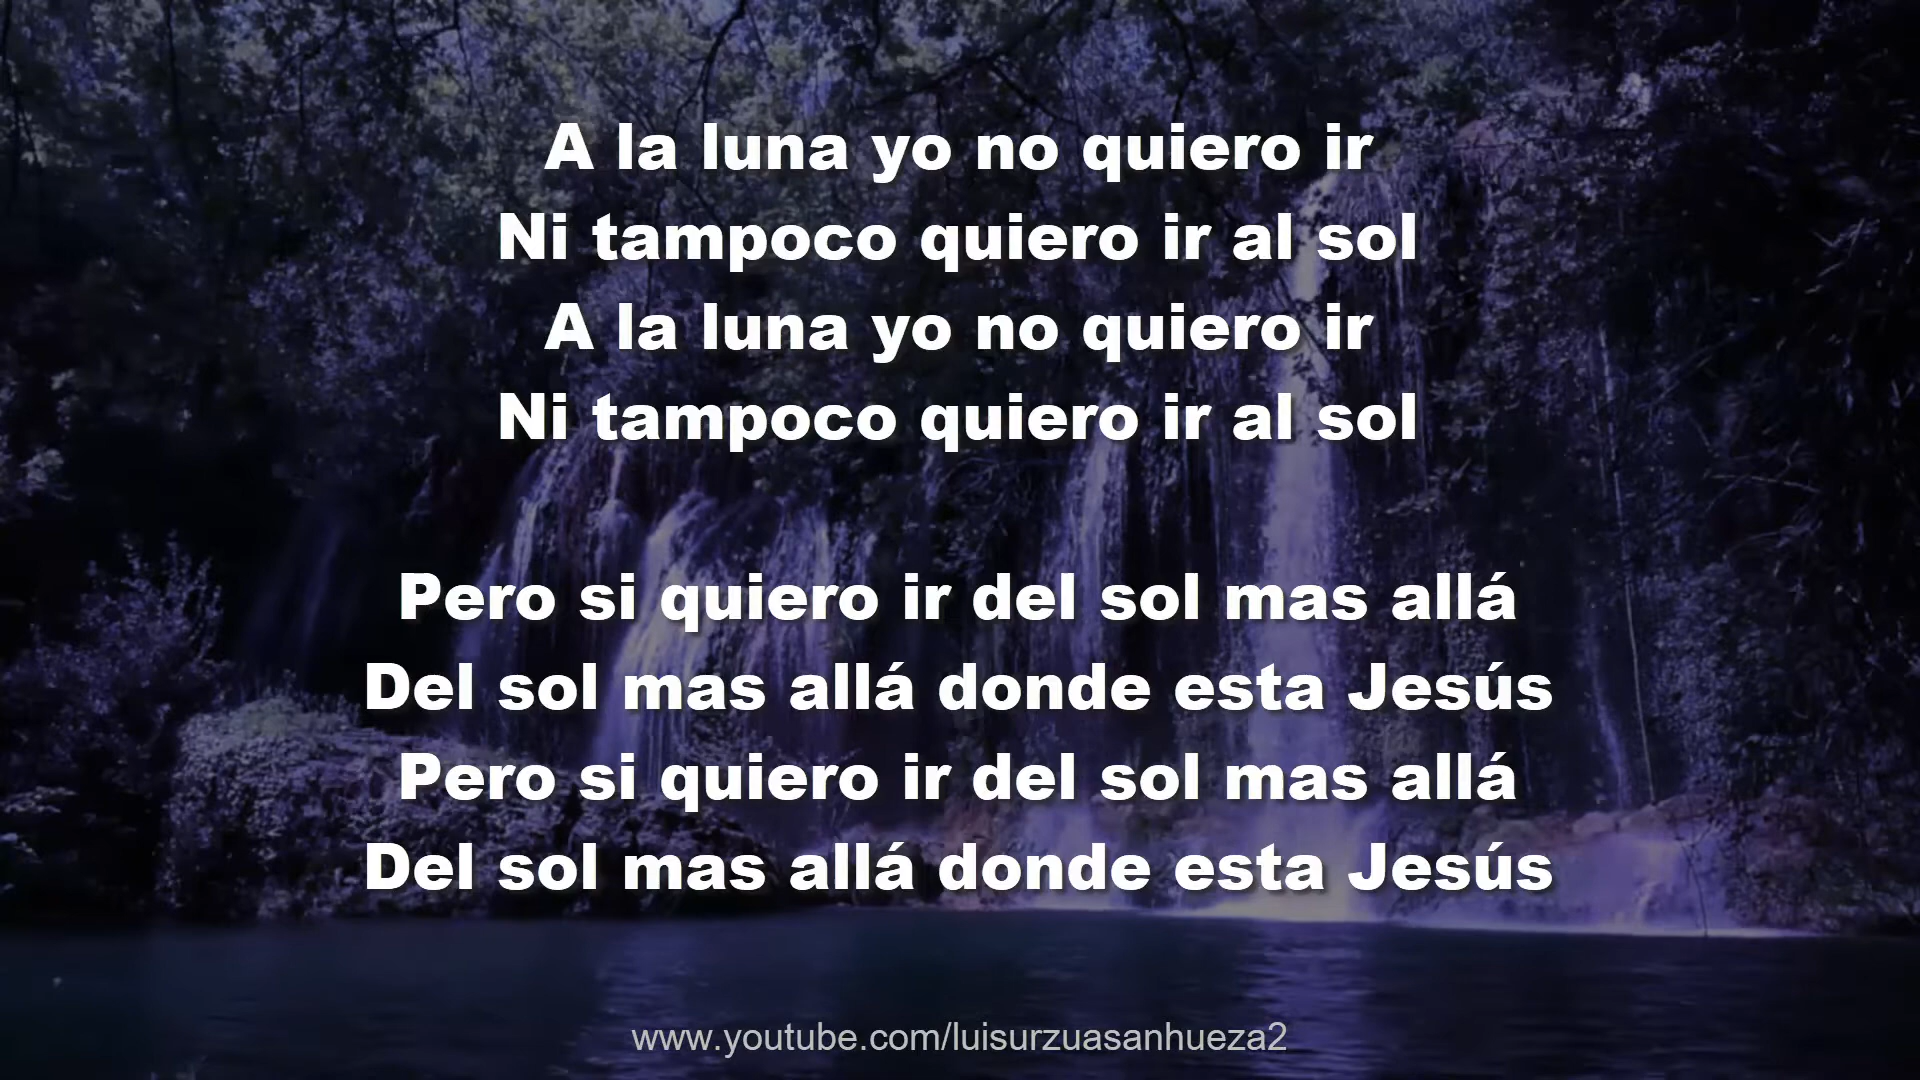 A la luna yo no quiero ir
Ni tampoco quiero ir al sol
A la luna yo no quiero ir
Ni tampoco quiero ir al sol
Pero si quiero ir del sol mas allá
Del sol mas allá donde esta Jesús
Pero si quiero ir del sol mas allá
Del sol mas allá donde esta Jesús
www.youtube.com/luisurzuasanhueza2